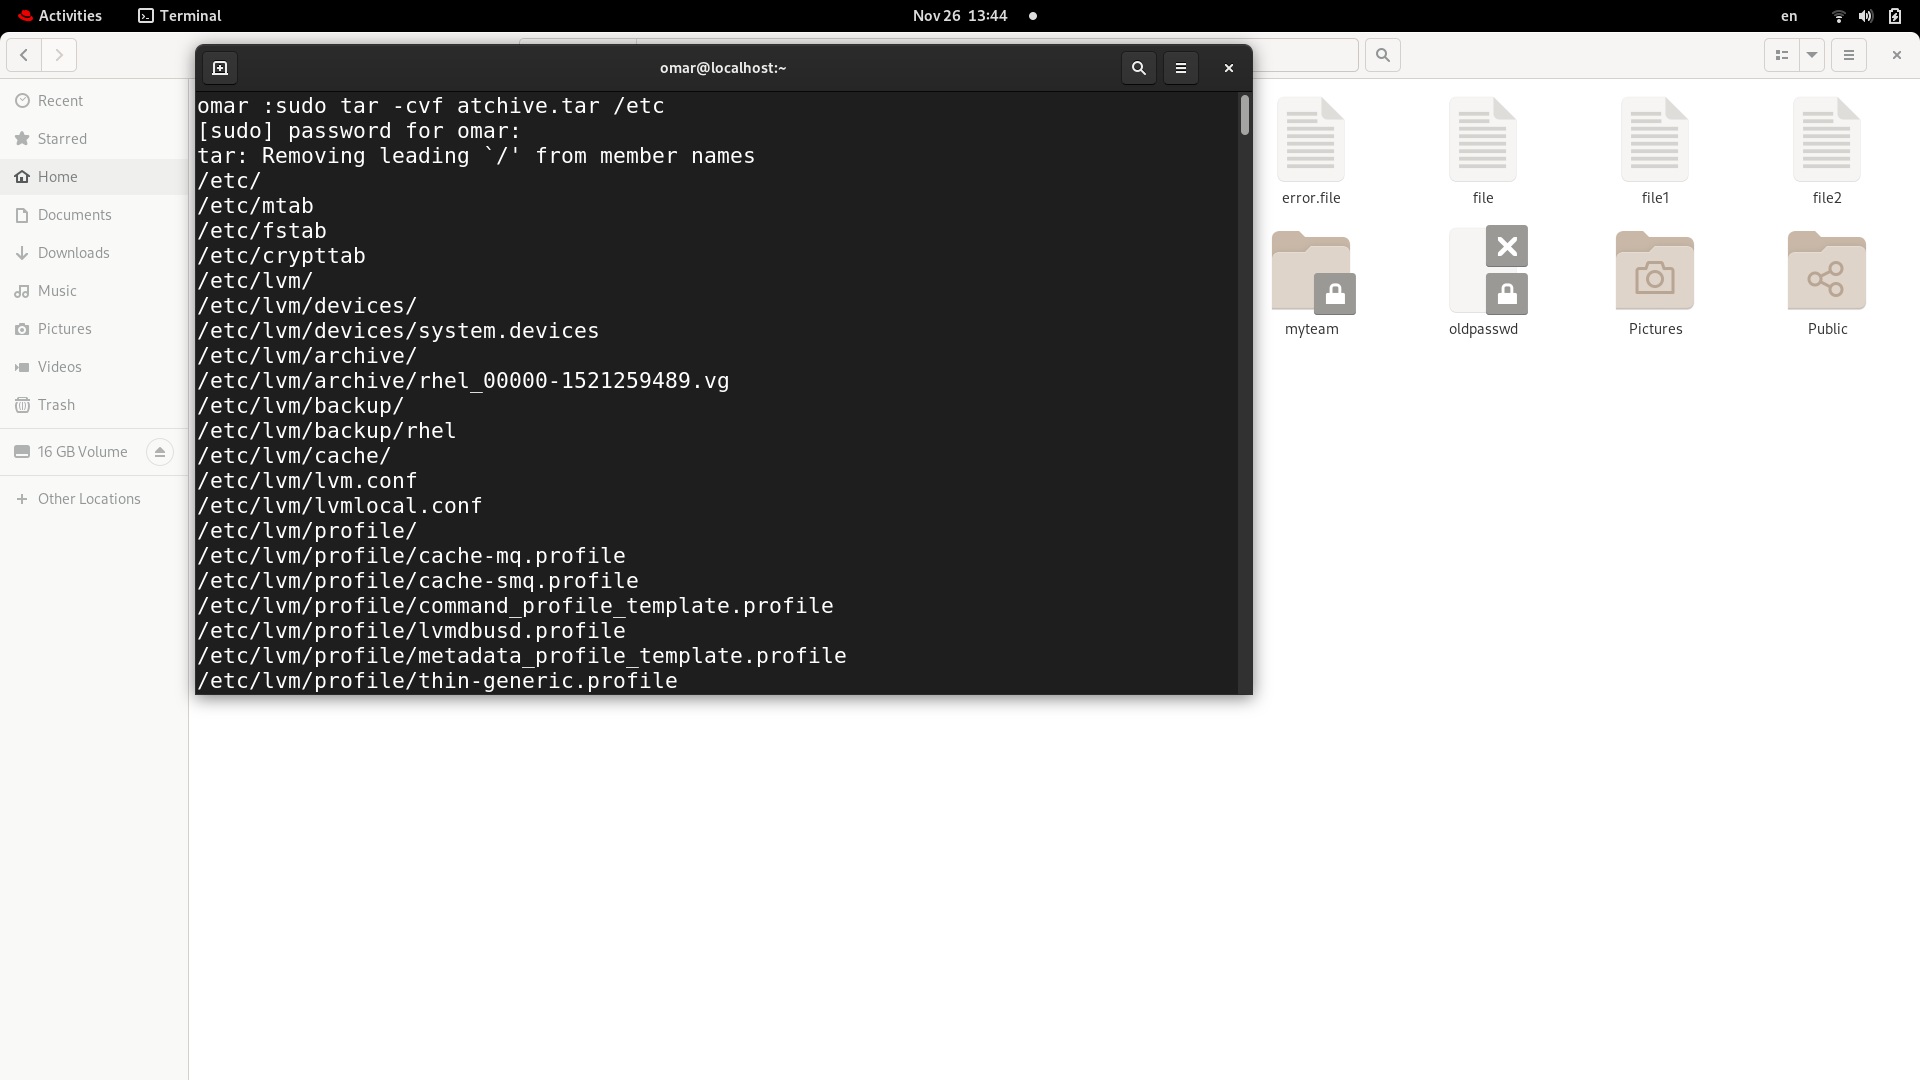 Activities
Terminal
Nov 26 13:44
en
omar@localhost:~
Recent
Starred
Home
Documents
Downloads
Music
Pictures
Videos
Trash
16 GB Volume
Other Locations
omar :sudo tar -cvf atchive.tar /etc
[sudo] password for omar:
tar: Removing leading `/' from member names
/etc/
/etc/mtab
/etc/fstab
/etc/crypttab
/etc/lvm/
/etc/lvm/devices/
/etc/lvm/devices/system.devices
/etc/lvm/archive/
/etc/lvm/archive/rhel_00000-1521259489.vg
/etc/lvm/backup/
/etc/lvm/backup/rhel
/etc/lvm/cache/
/etc/lvm/lvm.conf
/etc/lvm/lvmlocal.conf
/etc/lvm/profile/
/etc/lvm/profile/cache-mq.profile
/etc/lvm/profile/cache-smq.profile
/etc/lvm/profile/command_profile_template.profile
/etc/lvm/profile/lvmdbusd.profile
/etc/lvm/profile/metadata_profile_template.profile
/etc/lvm/profile/thin-generic.profile
error.file
file
file1
file2
myteam
oldpasswd
Pictures
Public